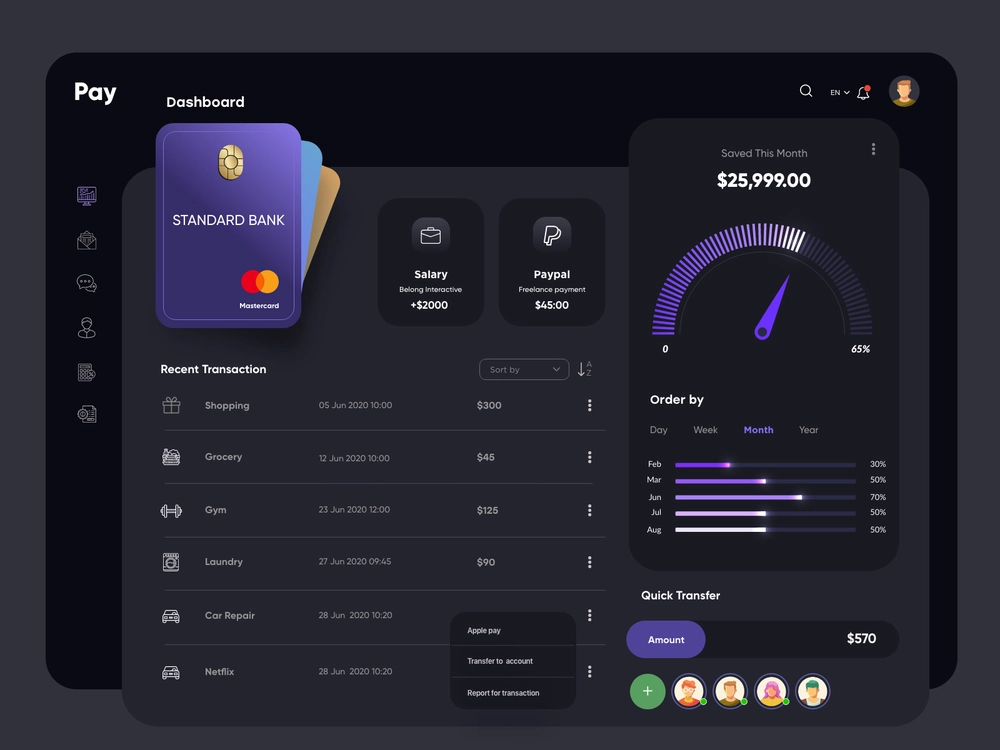 Pay
Dashboard
EN
STANDARD BANK
Mastercard
Salary
Belong Interactive
+$2000
Paypal
Freelance payment
$45:00
Saved This Month
$25,999.00
0
65%
Recent Transaction
Sort by
A
Z
Shopping 05 Jun 2020 10:00 $300
Grocery 12 Jun 2020 10:00 $45
Gym 23 Jun 2020 12:00 $125
Laundry 27 Jun 2020 09:45 $90
Car Repair 28 Jun 2020 10:20
Netflix 28 Jun 2020 10:20
Apple pay
Transfer to account
Report for transaction
Order by
Day Week Month Year
Feb 30%
Mar 50%
Jun 70%
Jul 50%
Aug 50%
Quick Transfer
Amount $570
+